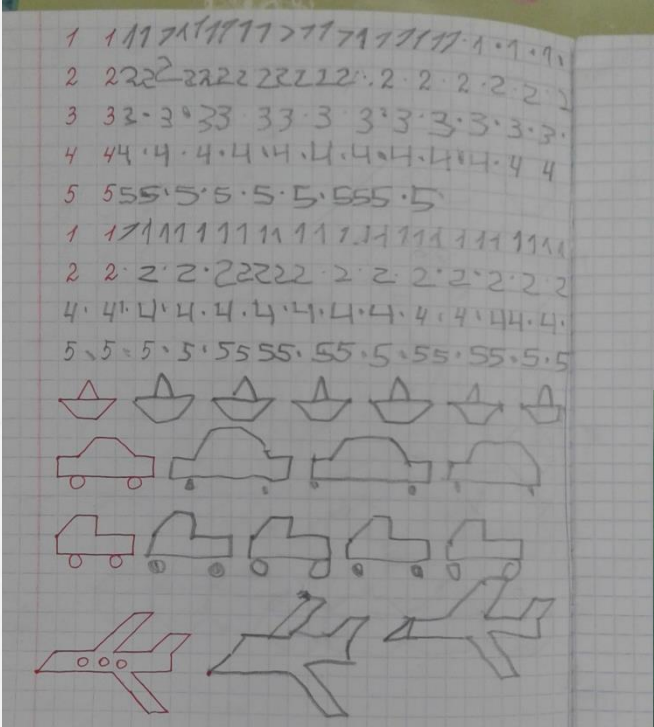 1 1 1 1 1 1 1 1 1 1 1 1 1 1 1 1 1 1 1 1 1 1 · 1 · 1 · 1 ·
2 2 2 2 2 2 2 2 2 2 2 2 2 2 2 · 2 · 2 · 2 · 2 · 2 · 2
3 3 3 · 3 · 3 3 3 3 · 3 3 · 3 · 3 · 3 · 3 · 3 ·
4 4 4 · 4 · 4 · 4 · 4 · 4 · 4 · 4 · 4 · 4 · 4 4
5 5 5 5 · 5 · 5 · 5 · 5 · 5 5 5 · 5
1 1 1 1 1 1 1 1 1 1 1 1 1 1 1 1 1 1 1 1 1 1 1 1
2 2 · 2 · 2 · 2 2 2 2 2 · 2 · 2 · 2 · 2 · 2 · 2 · 2
4 · 4 · 4 · 4 · 4 · 4 · 4 · 4 · 4 · 4 · 4 · 4 4 · 4 ·
5 · 5 · 5 · 5 · 5 5 5 5 · 5 5 · 5 · 5 5 · 5 5 · 5 · 5